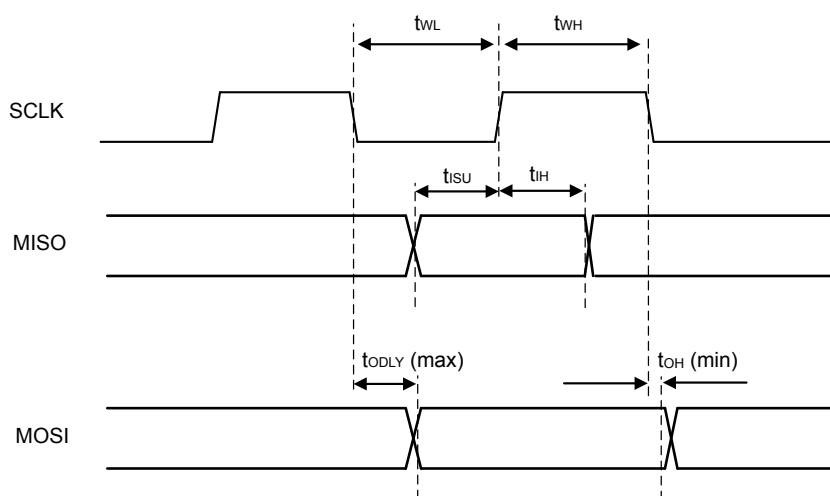 tWL tWH
SCLK
tISU tIH
MISO
tODLY (max) tOH (min)
MOSI